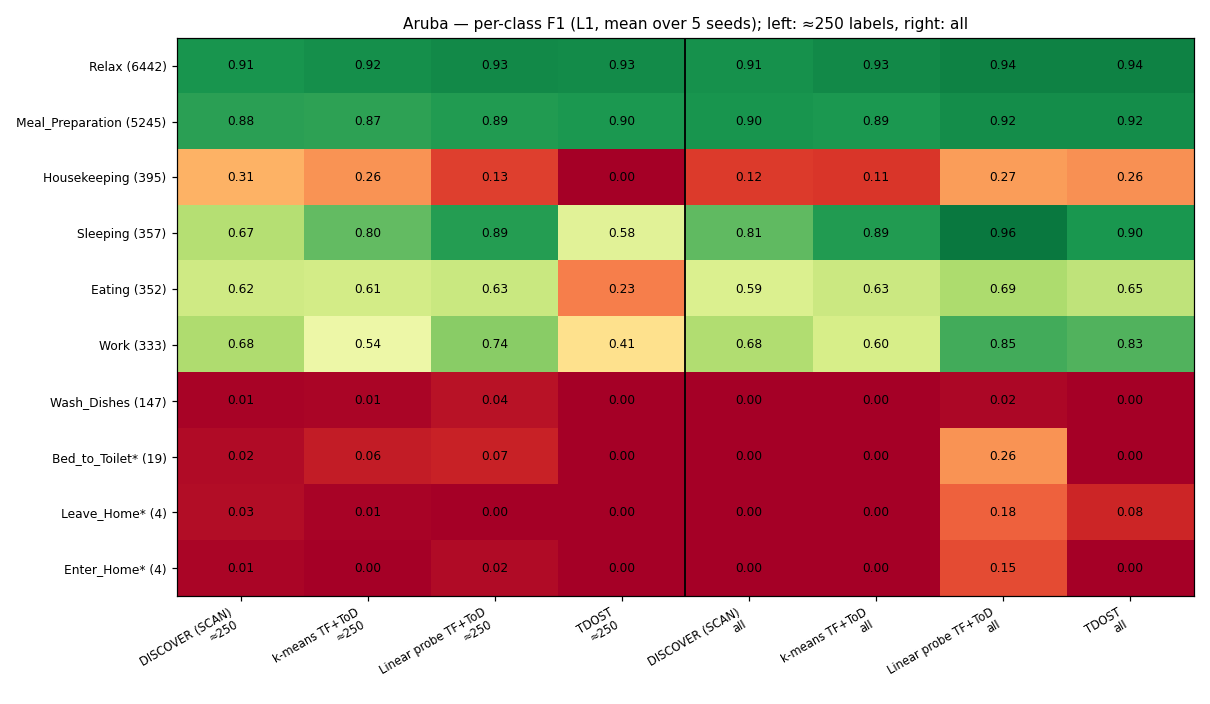 Aruba — per-class F1 (L1, mean over 5 seeds); left: ≈250 labels, right: all
Relax (6442) 0.91 0.92 0.93 0.93 0.91 0.93 0.94 0.94
Meal_Preparation (5245) 0.88 0.87 0.89 0.90 0.90 0.89 0.92 0.92
Housekeeping (395) 0.31 0.26 0.13 0.00 0.12 0.11 0.27 0.26
Sleeping (357) 0.67 0.80 0.89 0.58 0.81 0.89 0.96 0.90
Eating (352) 0.62 0.61 0.63 0.23 0.59 0.63 0.69 0.65
Work (333) 0.68 0.54 0.74 0.41 0.68 0.60 0.85 0.83
Wash_Dishes (147) 0.01 0.01 0.04 0.00 0.00 0.00 0.02 0.00
Bed_to_Toilet* (19) 0.02 0.06 0.07 0.00 0.00 0.00 0.26 0.00
Leave_Home* (4) 0.03 0.01 0.00 0.00 0.00 0.00 0.18 0.08
Enter_Home* (4) 0.01 0.00 0.02 0.00 0.00 0.00 0.15 0.00
DISCOVER (SCAN)
≈250
k-means TF+ToD
≈250
Linear probe TF+ToD
≈250
TDOST
≈250
DISCOVER (SCAN)
all
k-means TF+ToD
all
Linear probe TF+ToD
all
TDOST
all